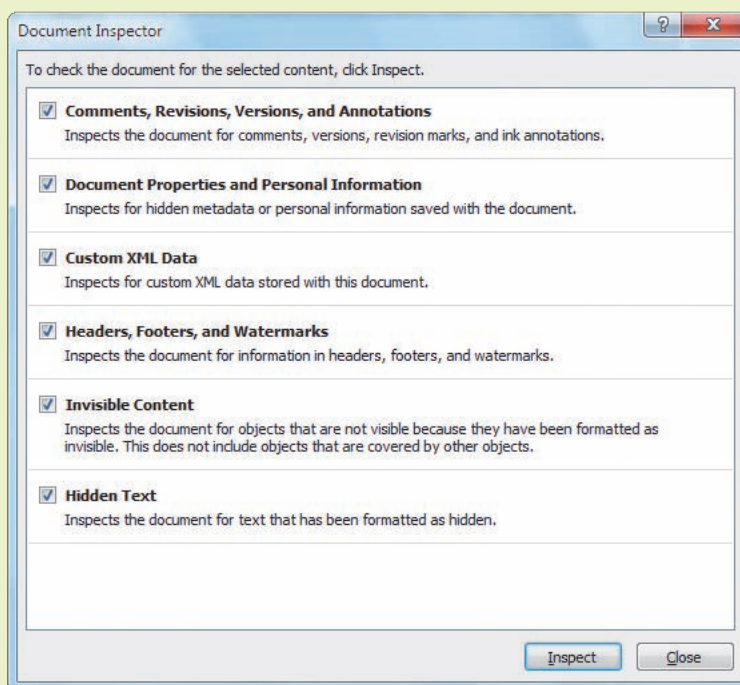 Document Inspector
To check the document for the selected content, click Inspect.
Comments, Revisions, Versions, and Annotations
Inspects the document for comments, versions, revision marks, and ink annotations.
Document Properties and Personal Information
Inspects for hidden metadata or personal information saved with the document.
Custom XML Data
Inspects for custom XML data stored with this document.
Headers, Footers, and Watermarks
Inspects the document for information in headers, footers, and watermarks.
Invisible Content
Inspects the document for objects that are not visible because they have been formatted as
invisible. This does not include objects that are covered by other objects.
Hidden Text
Inspects the document for text that has been formatted as hidden.
Inspect Close